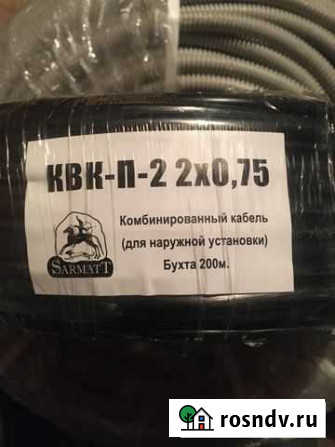 КВК-П-2 2х0,75
Комбинированный кабель
(для наружной установки)
Бухта 200м.
SARMATT
rosndv.ru